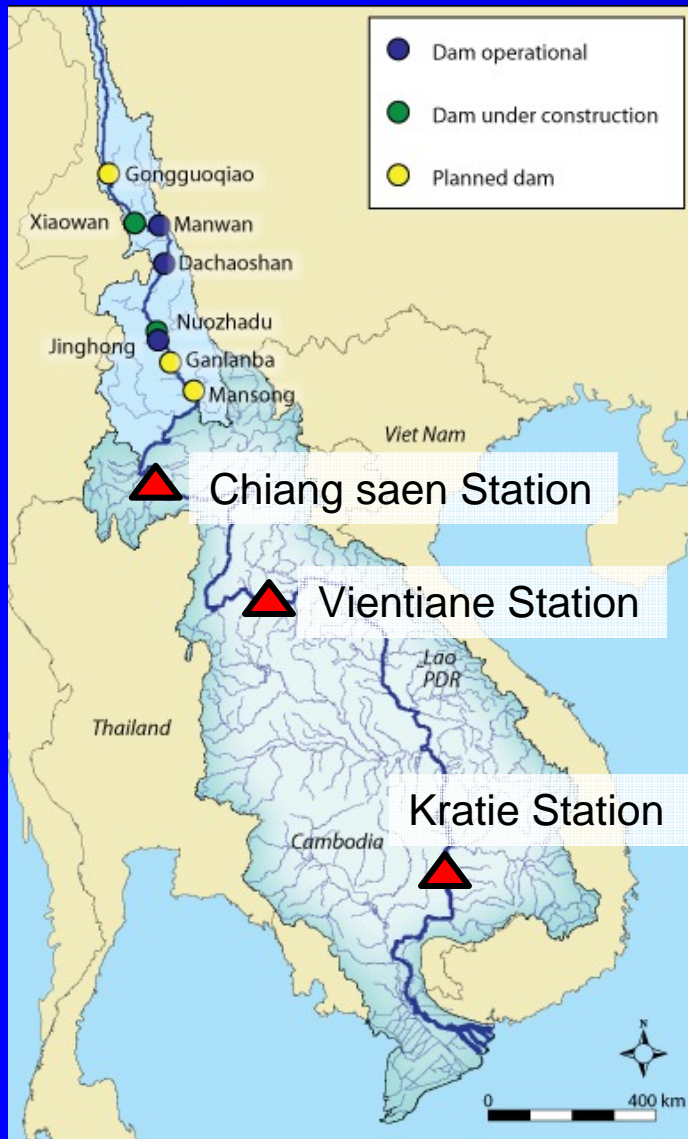 Dam operational
Dam under construction
Planned dam
Gongguoqiao
Xiaowan
Manwan
Dachaoshan
Nuozhadu
Jinghong
Ganlanba
Mansong
Viet Nam
Chiang saen Station
Vientiane Station
Lao
PDR
Thailand
Kratie Station
Cambodia
N
0 400 km